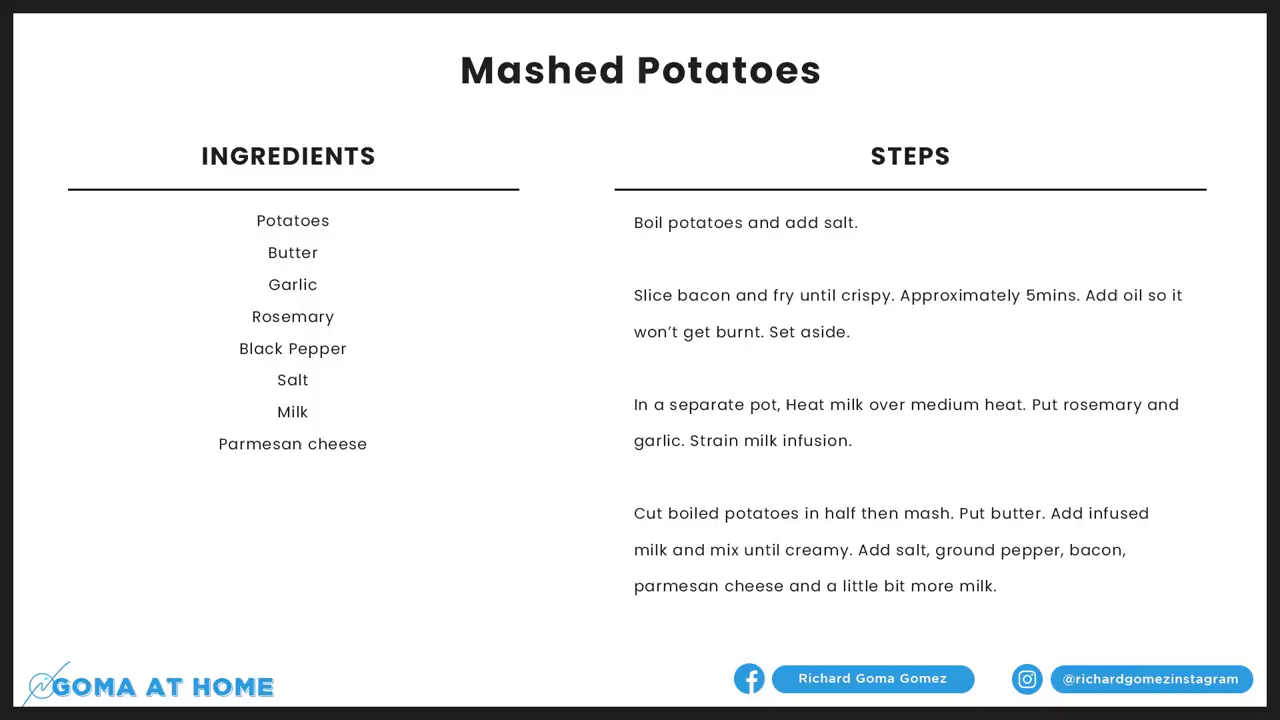 Mashed Potatoes
INGREDIENTS
Potatoes
Butter
Garlic
Rosemary
Black Pepper
Salt
Milk
Parmesan cheese
STEPS
Boil potatoes and add salt.
Slice bacon and fry until crispy. Approximately 5mins. Add oil so it
won’t get burnt. Set aside.
In a separate pot, Heat milk over medium heat. Put rosemary and
garlic. Strain milk infusion.
Cut boiled potatoes in half then mash. Put butter. Add infused
milk and mix until creamy. Add salt, ground pepper, bacon,
parmesan cheese and a little bit more milk.
GOMA AT HOME
Richard Goma Gomez
@richardgomezinstagram